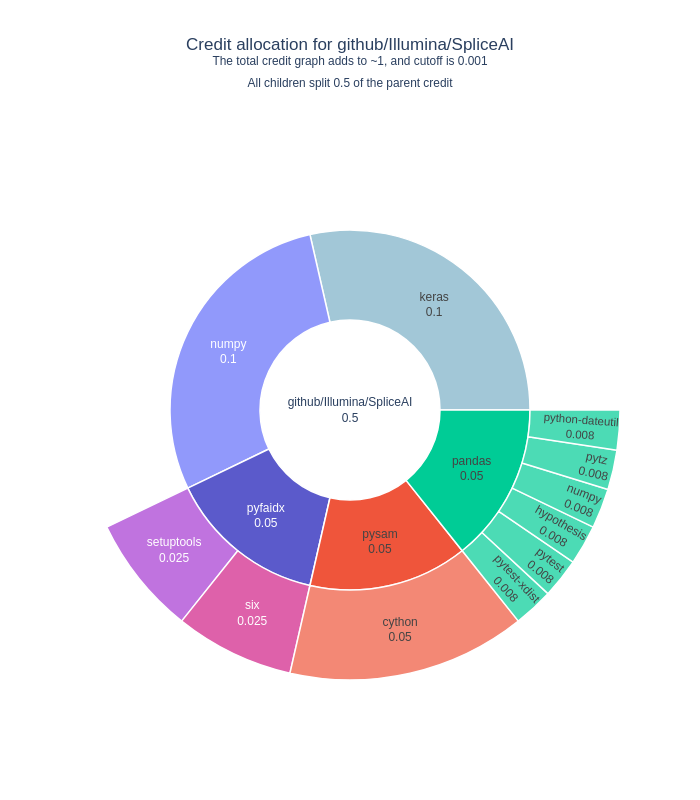 Credit allocation for github/Illumina/SpliceAI
The total credit graph adds to ~1, and cutoff is 0.001
All children split 0.5 of the parent credit
keras
0.1
numpy
0.1
github/Illumina/SpliceAI
0.5
python-dateutil
0.008
pytz
0.008
numpy
0.008
hypothesis
0.008
pytest
0.008
pytest-xdist
0.008
pandas
0.05
pyfaidx
0.05
pysam
0.05
setuptools
0.025
six
0.025
cython
0.05